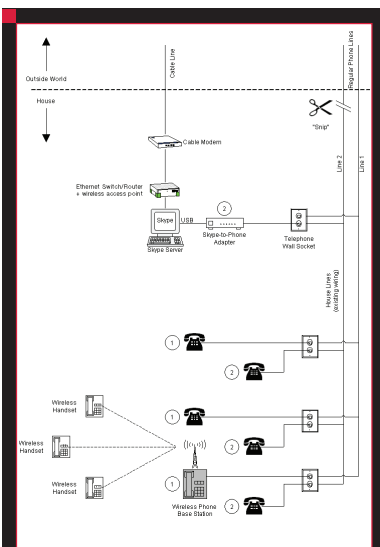 Cable Line
Regular Phone Lines
Outside World
House
"Snip"
Cable Modem
Line 2
Line 1
Ethernet Switch/Router
+ wireless access point
2
Skype
USB
Skype Server
Skype-to-Phone
Adapter
Telephone
Wall Socket
House Lines
(existing wiring)
1
2
Wireless
Handset
1
Wireless
Handset
2
Wireless
Handset
1
Wireless Phone
Base Station
2